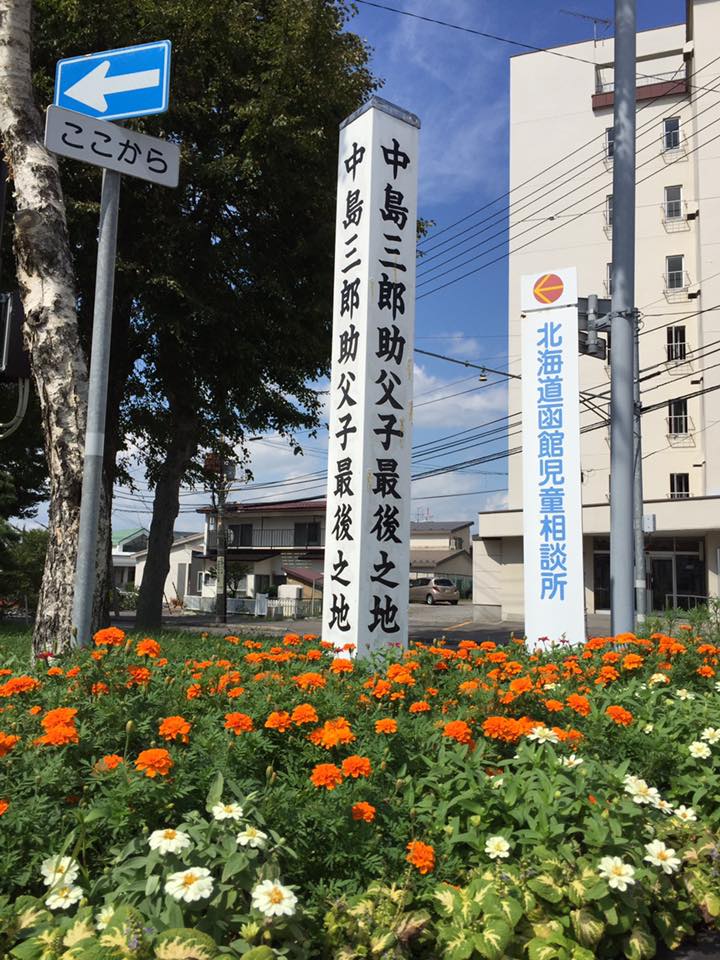 ここから
中島三郎助父子最後之地
中島三郎助父子最後之地
北海道函館児童相談所